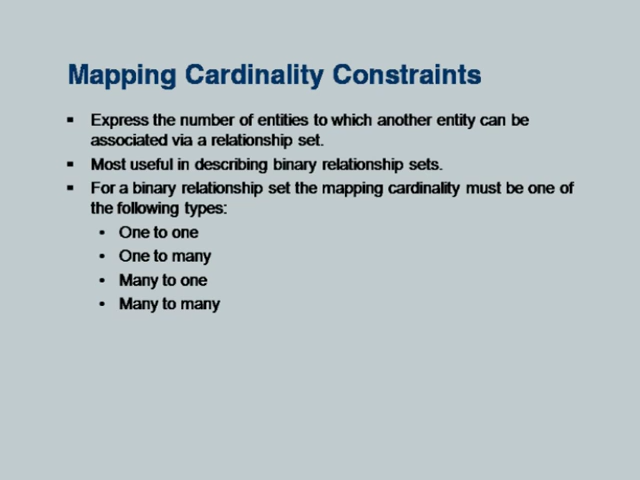 Mapping Cardinality Constraints
▪ Express the number of entities to which another entity can be
associated via a relationship set.
▪ Most useful in describing binary relationship sets.
▪ For a binary relationship set the mapping cardinality must be one of
the following types:
• One to one
• One to many
• Many to one
• Many to many